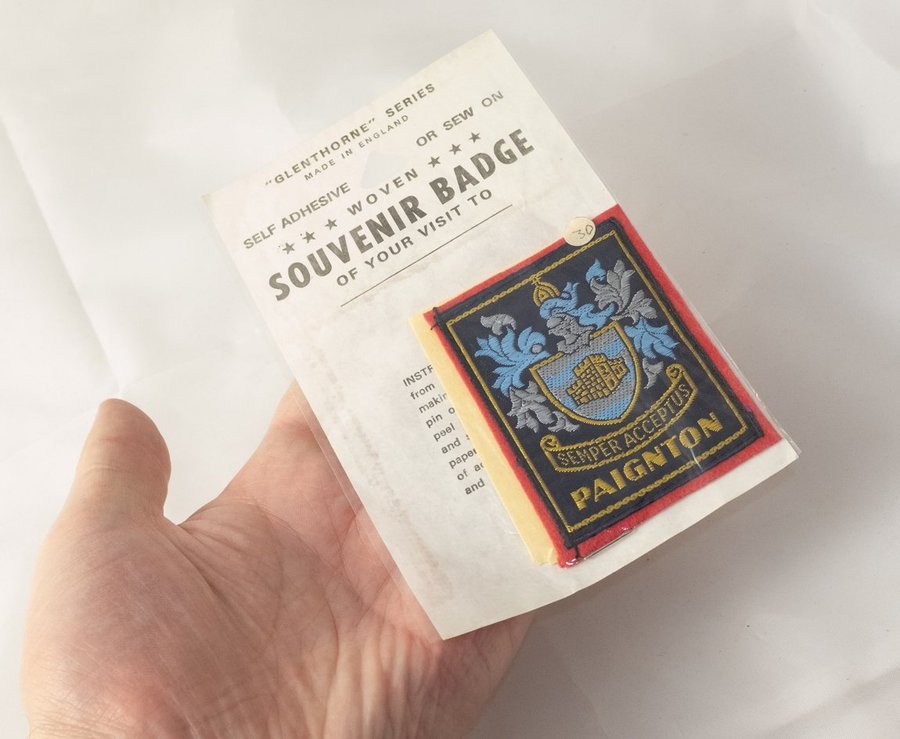 "GLENTHORNE" SERIES
MADE IN ENGLAND
SELF ADHESIVE OR SEW ON
★ ★ ★ WOVEN ★ ★ ★
SOUVENIR BADGE
OF YOUR VISIT TO
30
INSTR
from
makin
pin o
peel
and s
paper
of ad
and
SEMPER ACCEPTUS
PAIGNTON